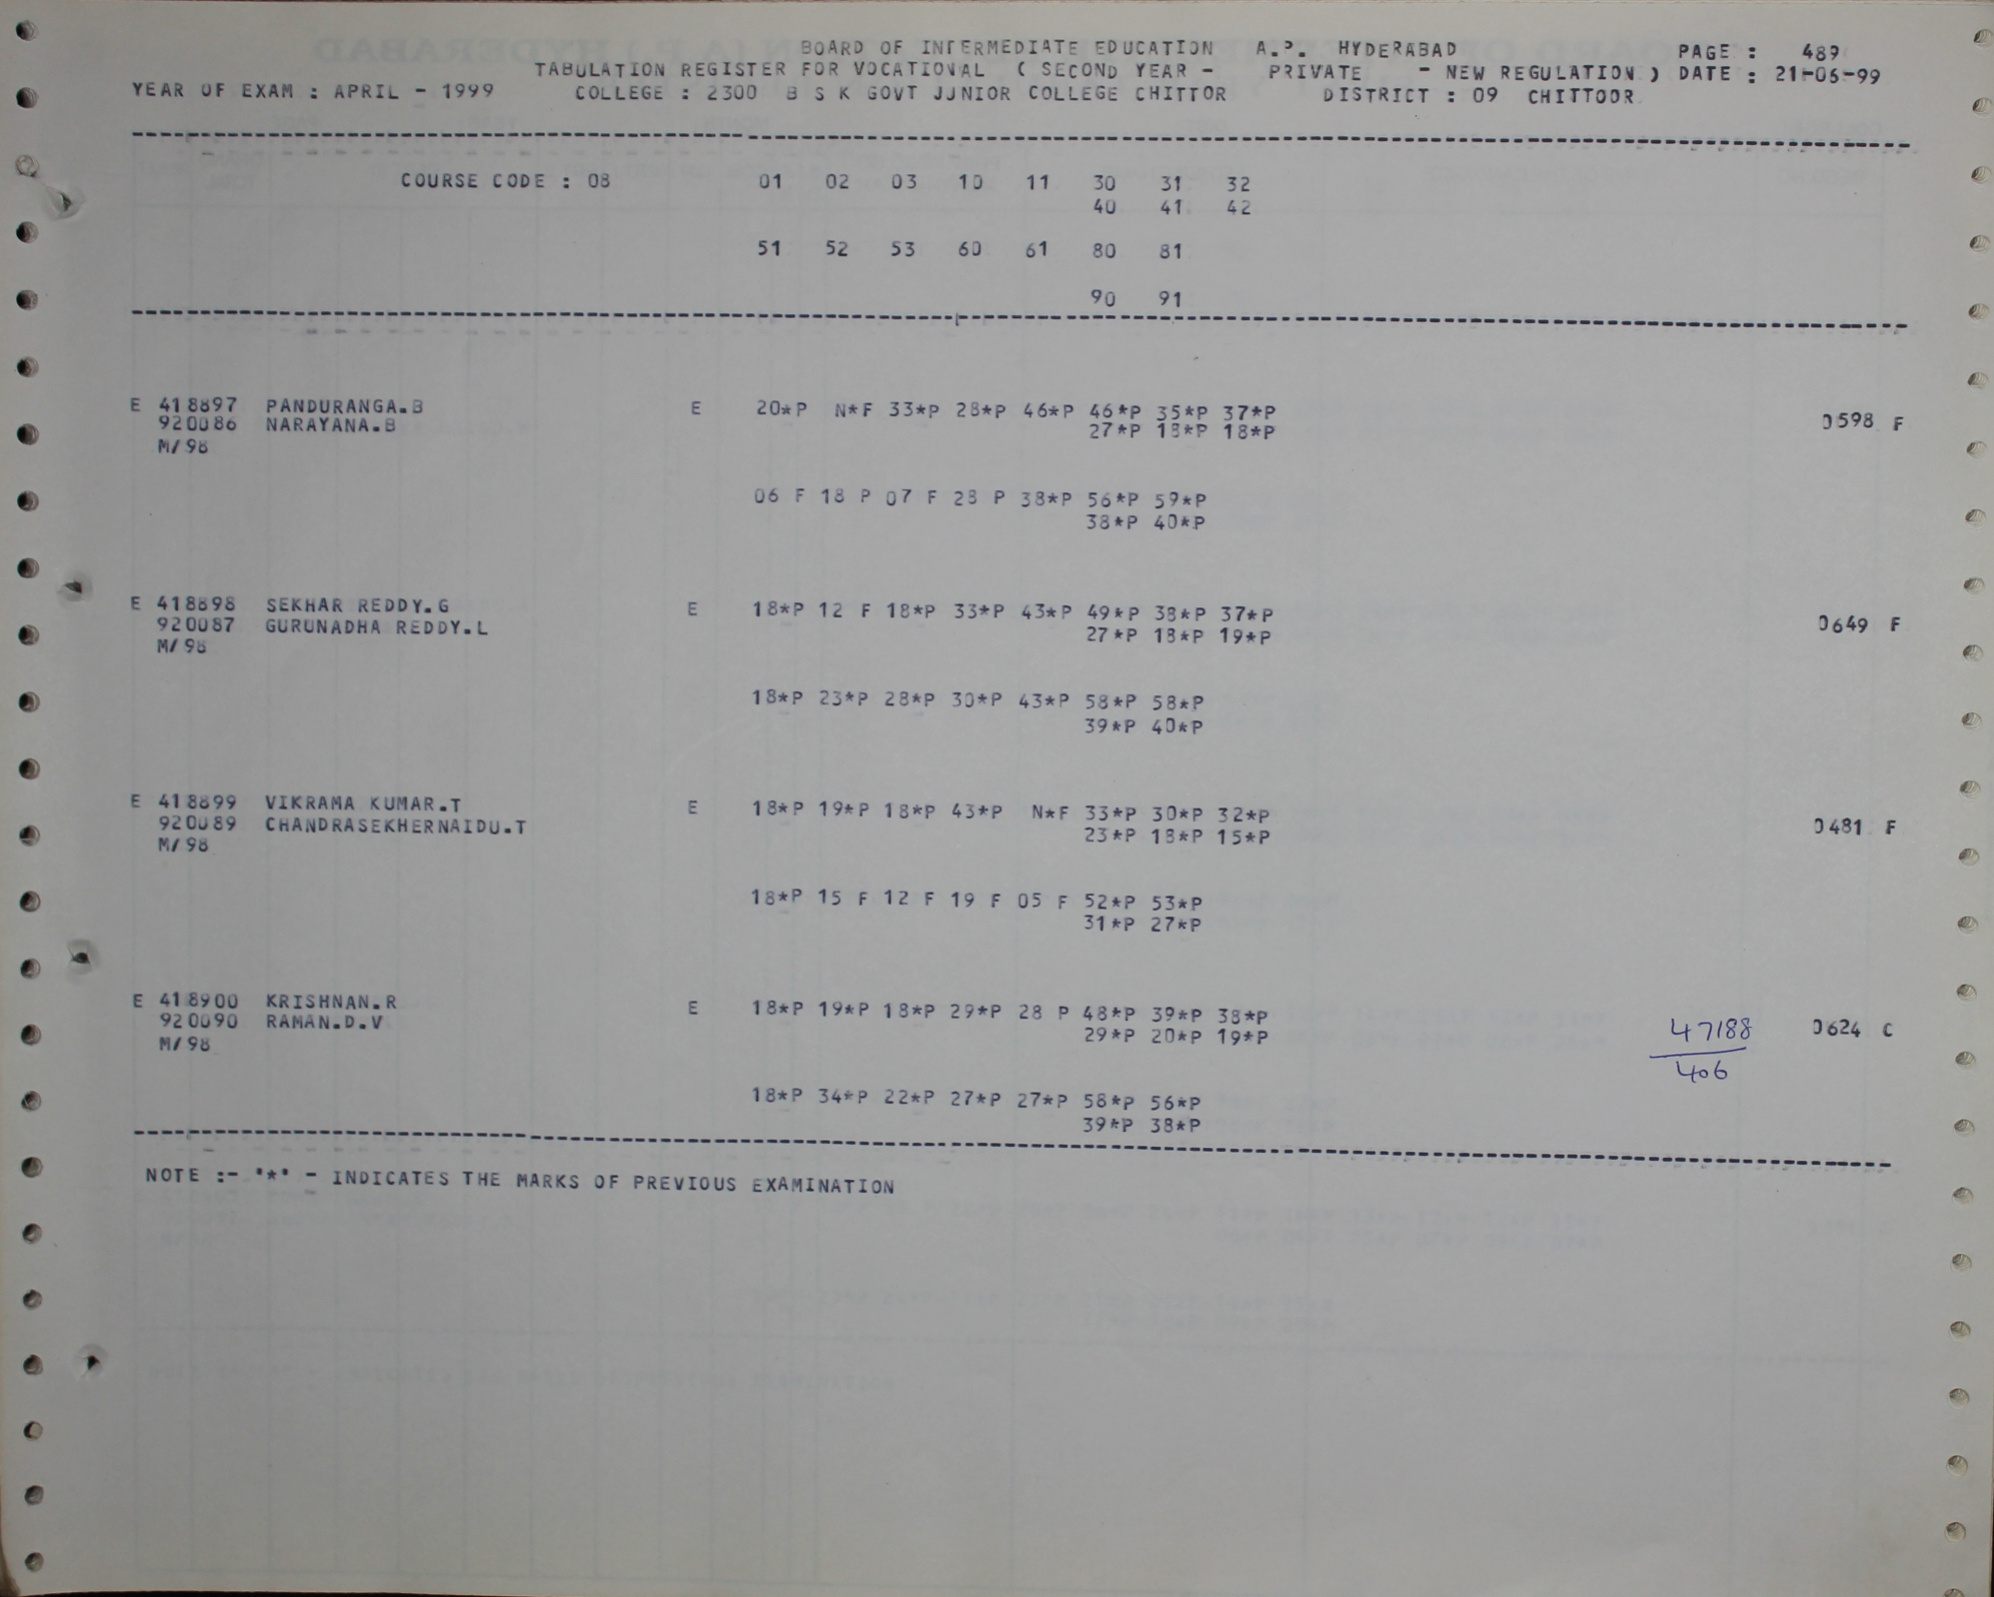 BOARD OF INTERMEDIATE EDUCATION A.P. HYDERABAD PAGE : 489
TABULATION REGISTER FOR VOCATIONAL ( SECOND YEAR - PRIVATE - NEW REGULATION ) DATE : 21-06-99
YEAR OF EXAM : APRIL - 1999 COLLEGE : 2300 B S K GOVT JUNIOR COLLEGE CHITTOR DISTRICT : 09 CHITTOOR
COURSE CODE : 08 01 02 03 10 11 30 31 32
40 41 42
51 52 53 60 61 80 81
90 91
E 418897 PANDURANGA.B E 20*P N*F 33*P 28*P 46*P 46*P 35*P 37*P 0598 F
920086 NARAYANA.B 27*P 18*P 18*P
M/98
06 F 18 P 07 F 28 P 38*P 56*P 59*P
38*P 40*P
E 418898 SEKHAR REDDY.G E 18*P 12 F 18*P 33*P 43*P 49*P 38*P 37*P 0649 F
920087 GURUNADHA REDDY.L 27*P 18*P 19*P
M/98
18*P 23*P 28*P 30*P 43*P 58*P 58*P
39*P 40*P
E 418899 VIKRAMA KUMAR.T E 18*P 19*P 18*P 43*P N*F 33*P 30*P 32*P 0481 F
920089 CHANDRASEKHERNAIDU.T 23*P 18*P 15*P
M/98
18*P 15 F 12 F 19 F 05 F 52*P 53*P
31*P 27*P
E 418900 KRISHNAN.R E 18*P 19*P 18*P 29*P 28 P 48*P 39*P 38*P 47188 0624 C
920090 RAMAN.D.V 29*P 20*P 19*P
M/98 406
18*P 34*P 22*P 27*P 27*P 58*P 56*P
39*P 38*P
NOTE :- "*" - INDICATES THE MARKS OF PREVIOUS EXAMINATION